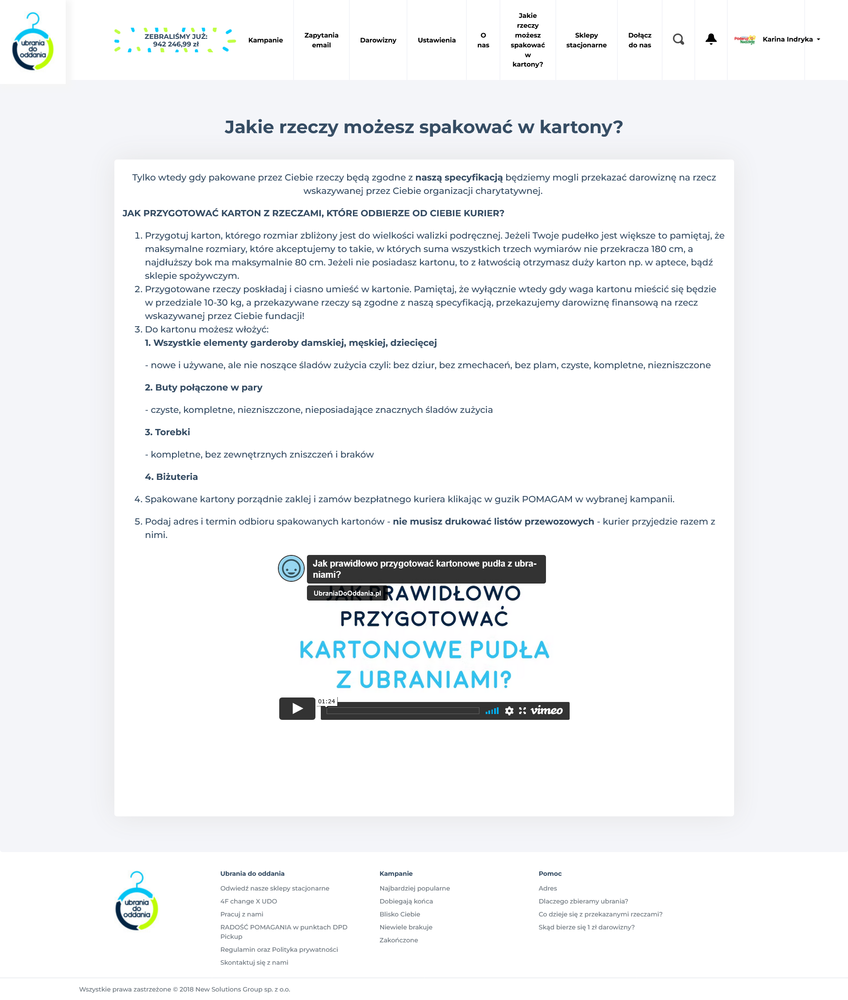 ubrania
do
oddania
ZEBRALIŚMY JUŻ:
942 246,99 zł
Kampanie
Zapytania
email
Darowizny
Ustawienia
O
nas
Jakie
rzeczy
możesz
spakować
w
kartony?
Sklepy
stacjonarne
Dołącz
do nas
Podaruj
Nadzieję
Karina Indryka
Jakie rzeczy możesz spakować w kartony?
Tylko wtedy gdy pakowane przez Ciebie rzeczy będą zgodne z naszą specyfikacją będziemy mogli przekazać darowiznę na rzecz
wskazywanej przez Ciebie organizacji charytatywnej.
JAK PRZYGOTOWAĆ KARTON Z RZECZAMI, KTÓRE ODBIERZE OD CIEBIE KURIER?
1. Przygotuj karton, którego rozmiar zbliżony jest do wielkości walizki podręcznej. Jeżeli Twoje pudełko jest większe to pamiętaj, że
maksymalne rozmiary, które akceptujemy to takie, w których suma wszystkich trzech wymiarów nie przekracza 180 cm, a
najdłuższy bok ma maksymalnie 80 cm. Jeżeli nie posiadasz kartonu, to z łatwością otrzymasz duży karton np. w aptece, bądź
sklepie spożywczym.
2. Przygotowane rzeczy poskładaj i ciasno umieść w kartonie. Pamiętaj, że wyłącznie wtedy gdy waga kartonu mieścić się będzie
w przedziale 10-30 kg, a przekazywane rzeczy są zgodne z naszą specyfikacją, przekazujemy darowiznę finansową na rzecz
wskazywanej przez Ciebie fundacji!
3. Do kartonu możesz włożyć:
1. Wszystkie elementy garderoby damskiej, męskiej, dziecięcej
- nowe i używane, ale nie noszące śladów zużycia czyli: bez dziur, bez zmechaceń, bez plam, czyste, kompletne, niezniszczone
2. Buty połączone w pary
- czyste, kompletne, niezniszczone, nieposiadające znacznych śladów zużycia
3. Torebki
- kompletne, bez zewnętrznych zniszczeń i braków
4. Biżuteria
4. Spakowane kartony porządnie zaklej i zamów bezpłatnego kuriera klikając w guzik POMAGAM w wybranej kampanii.
5. Podaj adres i termin odbioru spakowanych kartonów - nie musisz drukować listów przewozowych - kurier przyjedzie razem z
nimi.
Jak prawidłowo przygotować kartonowe pudła z ubra-
niami?
UbraniaDoOddania.pl
JAK PRAWIDŁOWO
PRZYGOTOWAĆ
KARTONOWE PUDŁA
Z UBRANIAMI?
01:24
vimeo
ubrania
do
oddania
Ubrania do oddania
Odwiedź nasze sklepy stacjonarne
4F change X UDO
Pracuj z nami
RADOŚĆ POMAGANIA w punktach DPD
Pickup
Regulamin oraz Polityka prywatności
Skontaktuj się z nami
Kampanie
Najbardziej popularne
Dobiegają końca
Blisko Ciebie
Niewiele brakuje
Zakończone
Pomoc
Adres
Dlaczego zbieramy ubrania?
Co dzieje się z przekazanymi rzeczami?
Skąd bierze się 1 zł darowizny?
Wszystkie prawa zastrzeżone © 2018 New Solutions Group sp. z o.o.